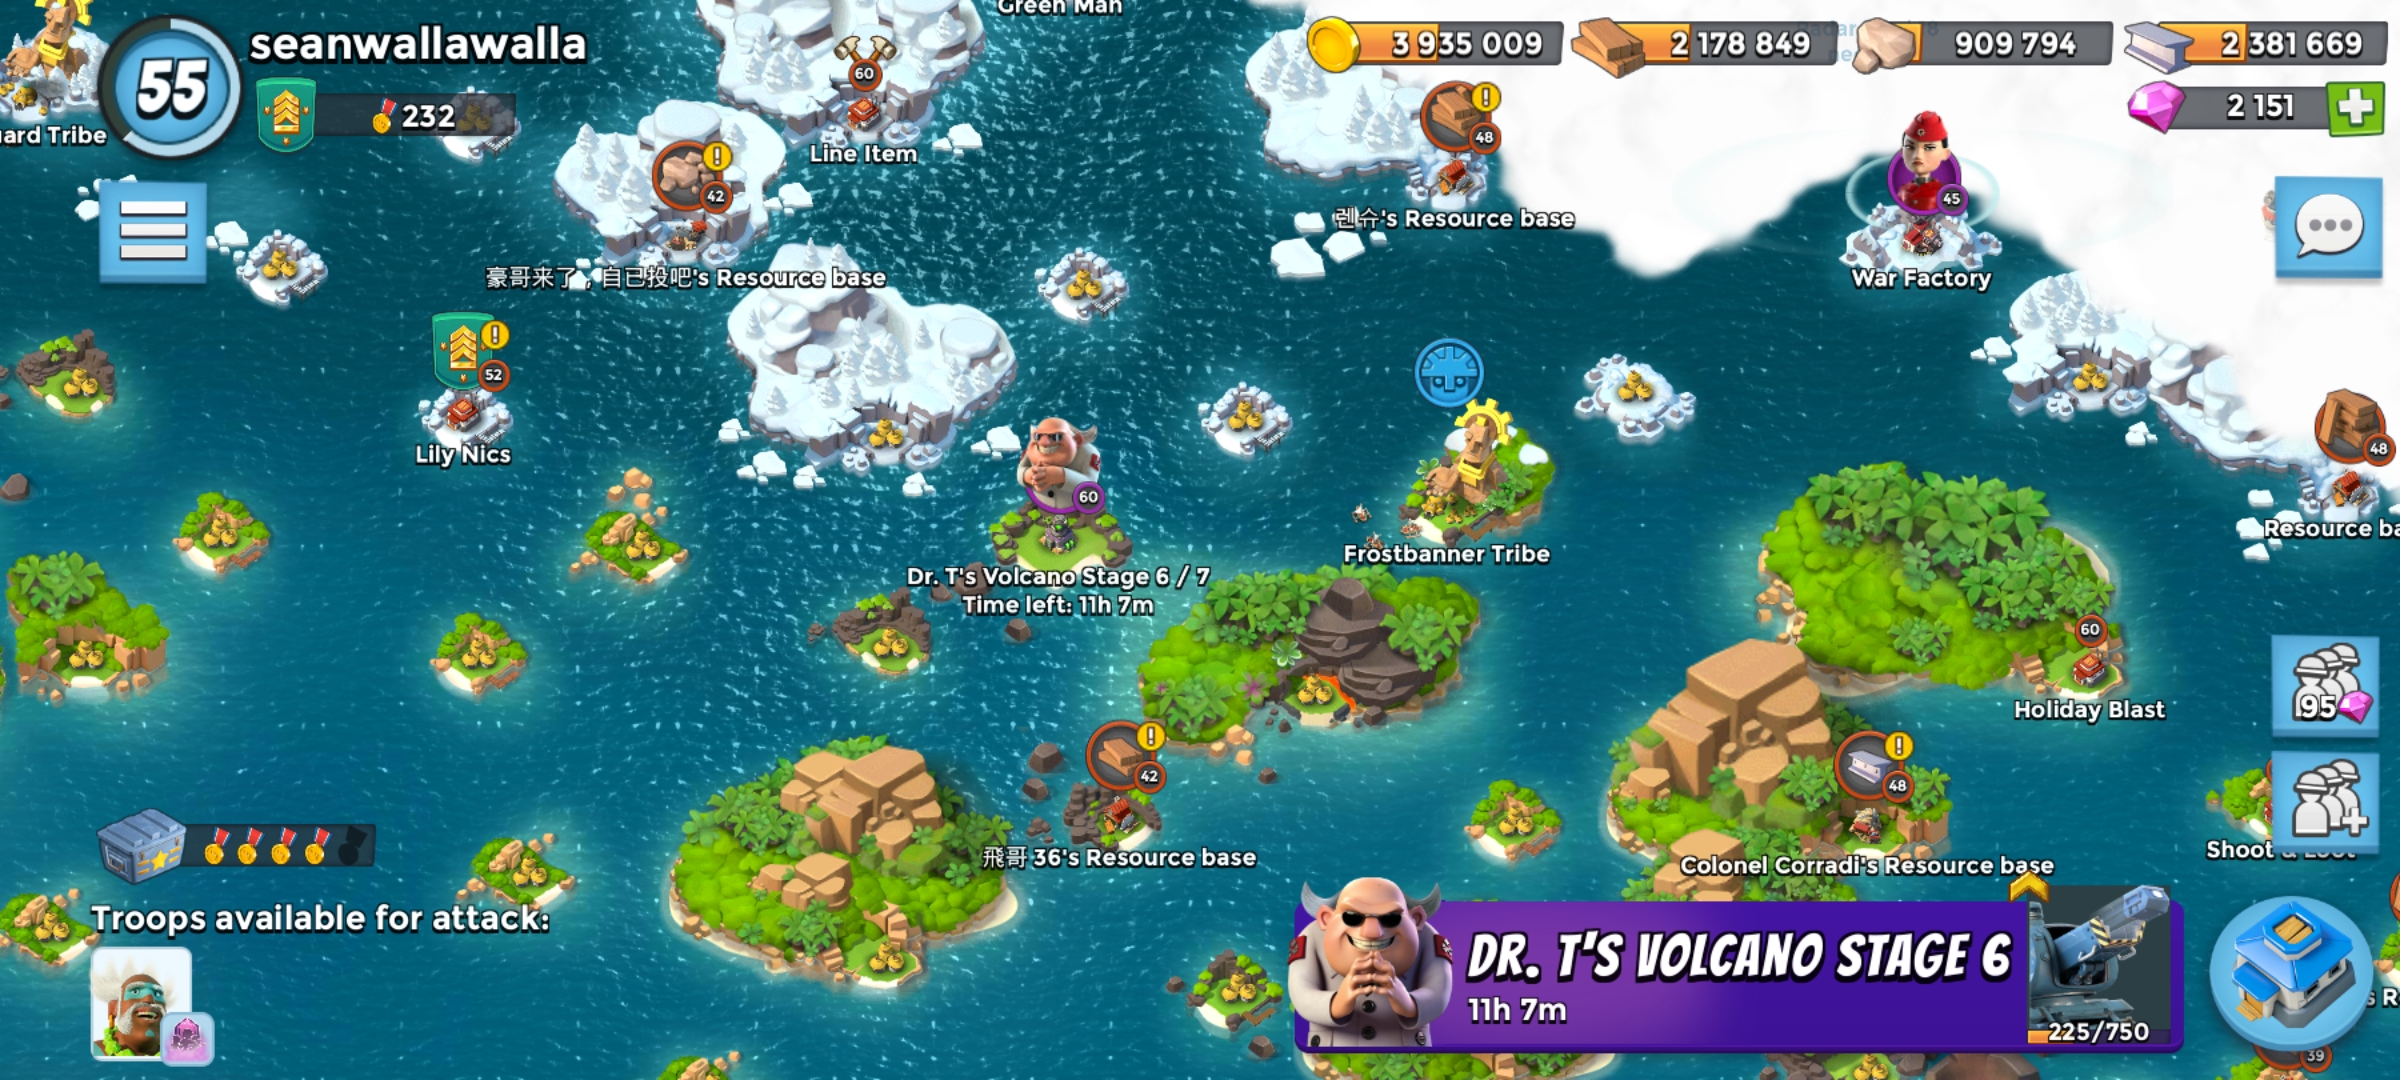 Green Man
55
seanwallawalla
3 935 009
2 178 849
909 794
2 381 669
232
2 151
ard Tribe
60
Line Item
42
豪哥来了，自已投吧's Resource base
48
렌슈's Resource base
45
War Factory
52
Lily Nics
60
Dr. T's Volcano Stage 6 / 7
Time left: 11h 7m
Frostbanner Tribe
48
Resource ba
60
Holiday Blast
95
42
飛哥 36's Resource base
48
Colonel Corradi's Resource base
Shoot & Loot
Troops available for attack:
DR. T'S VOLCANO STAGE 6
11h 7m
225/750
s R
39